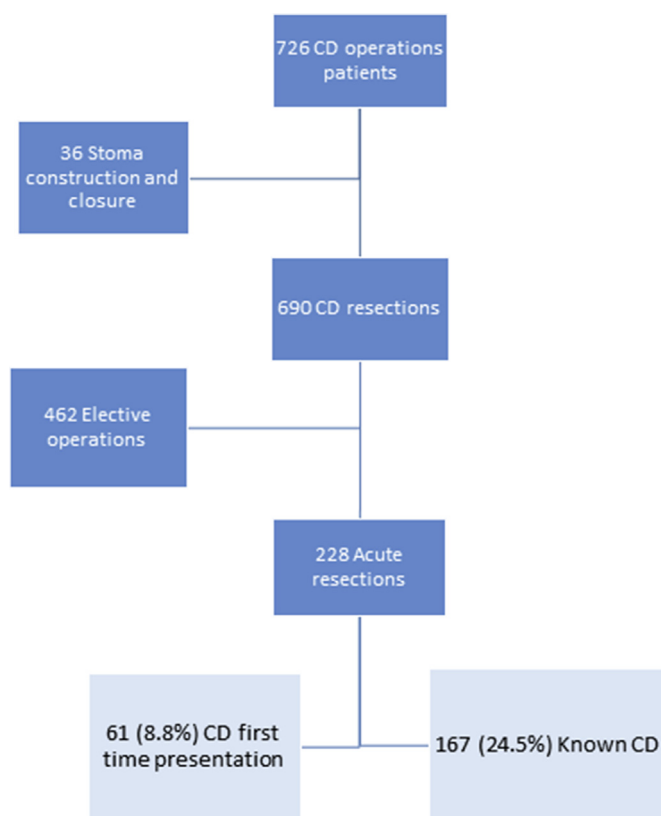 726 CD operations
patients
36 Stoma
construction and
closure
690 CD resections
462 Elective
operations
228 Acute
resections
61 (8.8%) CD first
time presentation
167 (24.5%) Known CD